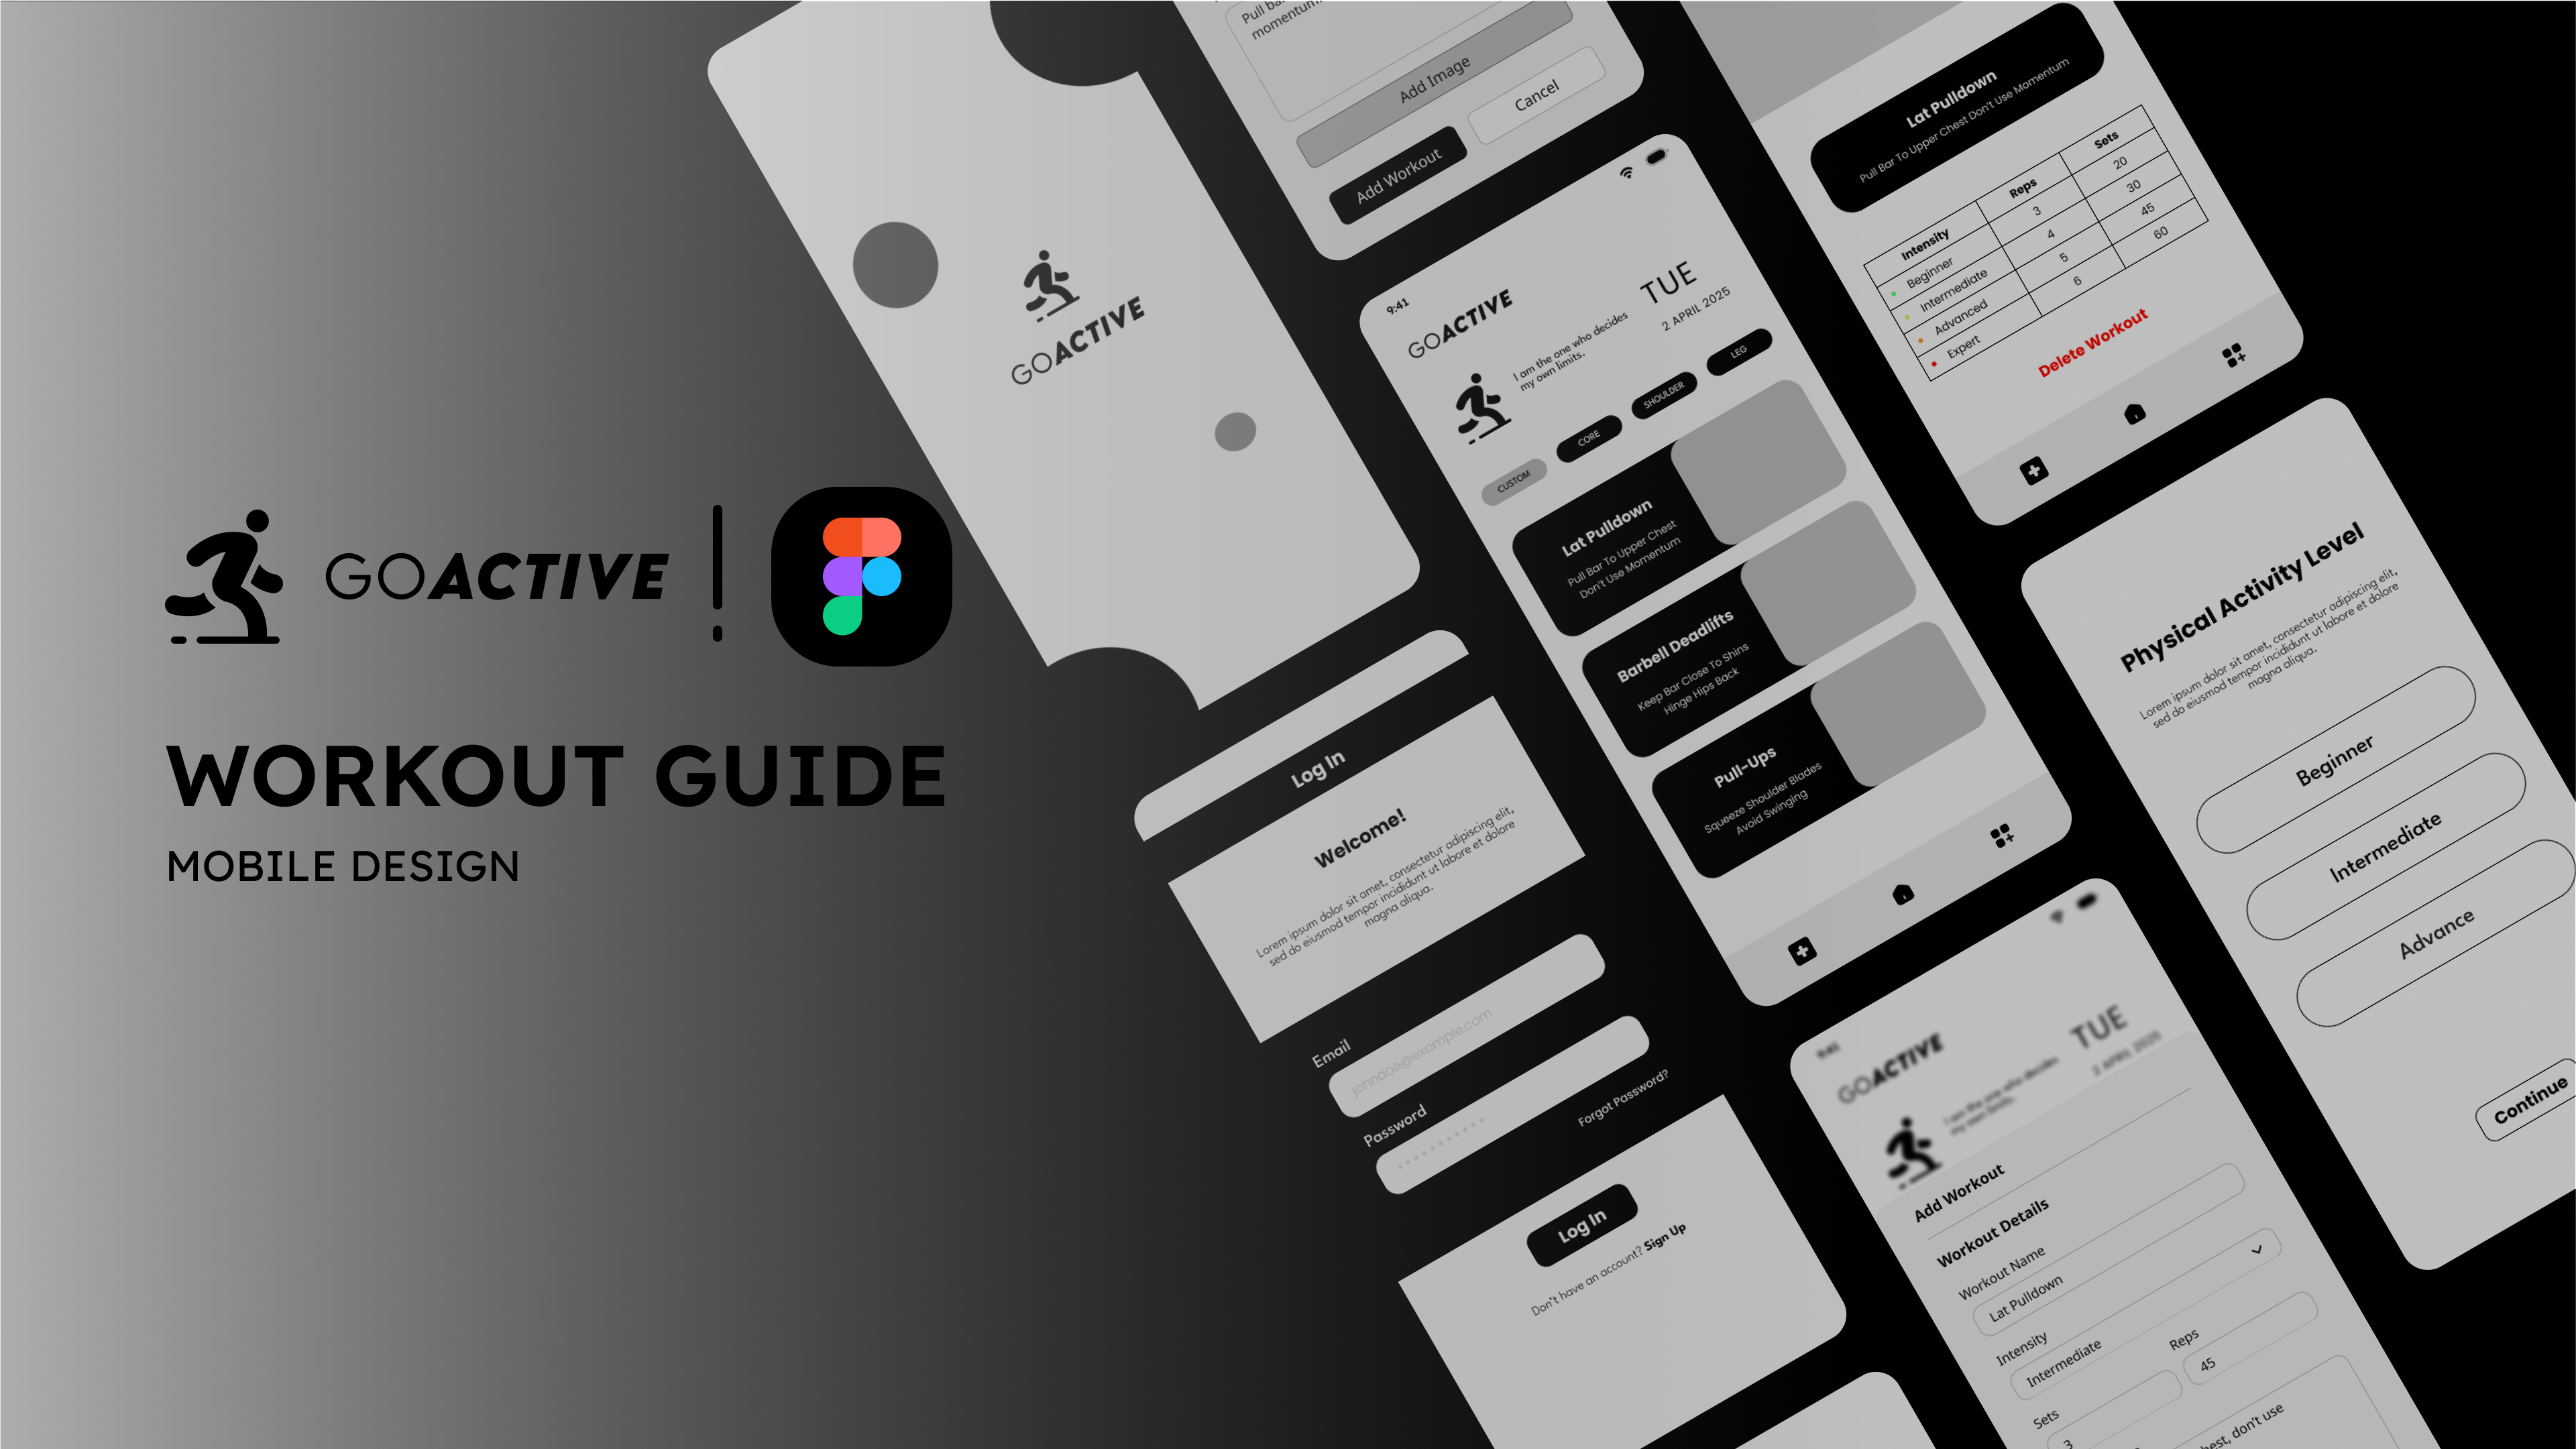 GOACTIVE
WORKOUT GUIDE
MOBILE DESIGN
GOACTIVE
momentum.
Add Image
Add Workout
Cancel
Log In
Welcome!
Lorem ipsum dolor sit amet, consectetur adipiscing elit,
sed do eiusmod tempor incididunt ut labore et dolore
magna aliqua.
Email
johndoe@example.com
Password
Forgot Password?
Log In
Don't have an account? Sign Up
9:41
GOACTIVE
TUE
2 APRIL 2025
I am the one who decides
my own limits.
CUSTOM
CORE
SHOULDER
LEG
Lat Pulldown
Pull Bar To Upper Chest
Don't Use Momentum
Barbell Deadlifts
Keep Bar Close To Shins
Hinge Hips Back
Pull-Ups
Squeeze Shoulder Blades
Avoid Swinging
Lat Pulldown
Pull Bar To Upper Chest Don't Use Momentum
Intensity Reps Sets
Beginner 3 20
Intermediate 4 30
Advanced 5 45
Expert 6 60
Delete Workout
9:41
GOACTIVE
TUE
2 APRIL 2025
I am the one who decides
my own limits.
Add Workout
Workout Details
Workout Name
Lat Pulldown
Intensity
Intermediate
Reps
45
Sets
3
don't use
Physical Activity Level
Lorem ipsum dolor sit amet, consectetur adipiscing elit,
sed do eiusmod tempor incididunt ut labore et dolore
magna aliqua.
Beginner
Intermediate
Advance
Continue